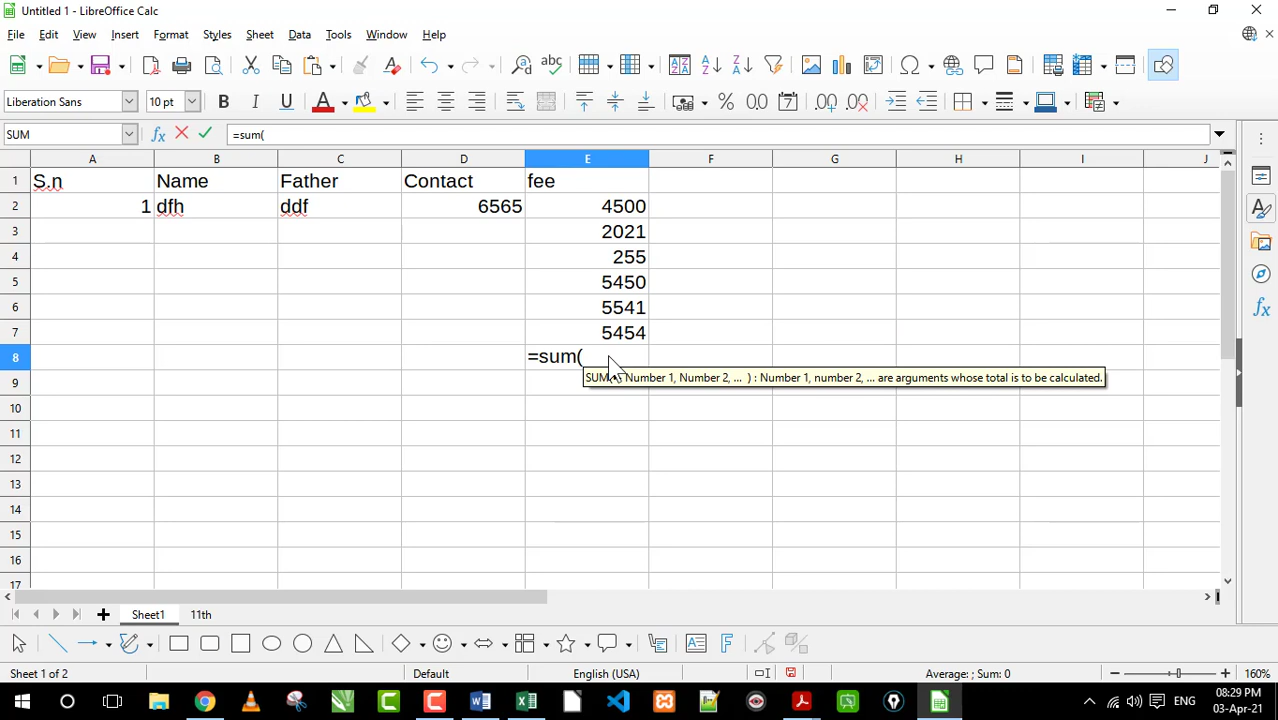 Untitled 1 - LibreOffice Calc
File Edit View Insert Format Styles Sheet Data Tools Window Help
Liberation Sans 10 pt
SUM =sum(
A B C D E F G H I J
1 S.n Name Father Contact fee
2 1 dfh ddf 6565 4500
3 2021
4 255
5 5450
6 5541
7 5454
8 =sum(
Number 1, Number 2, ... ) : Number 1, number 2, ... are arguments whose total is to be calculated.
9
10
11
12
13
14
15
16
17
Sheet1 11th
Sheet 1 of 2 Default English (USA) Average: ; Sum: 0 160%
ENG 08:29 PM
03-Apr-21